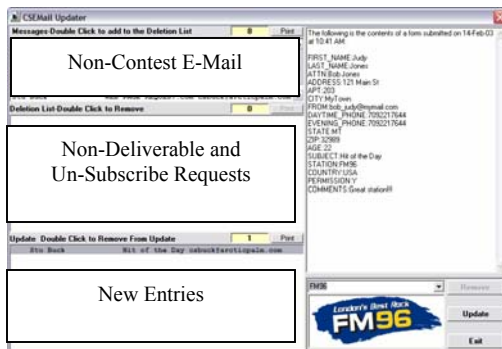 CSEMail Updater
Messages-Double Click to add to the Deletion List 0 Print
Non-Contest E-Mail
Deletion List-Double Click to Remove 0 Print
Non-Deliverable and
Un-Subscribe Requests
Update Double Click to Remove From Update 1 Print
Stu Buck Hit of the Day csbuck@arcticpalm.com
New Entries
The following is the contents of a form submitted on 14-Feb-03
at 10:41 AM:
FIRST_NAME:Judy
LAST_NAME:Jones
ATTN:Bob Jones
ADDRESS:121 Main St
APT:203
CITY:MyTown
FROM:bob_judy@mymail.com
DAYTIME_PHONE:7092217644
EVENING_PHONE:7092217644
STATE:MT
ZIP:32989
AGE:22
SUBJECT:Hit of the Day
STATION:FM96
COUNTRY:USA
PERMISSION:Y
COMMENTS:Great station!!!
FM96
Remove
London's Best Rock
FM96
Update
Exit